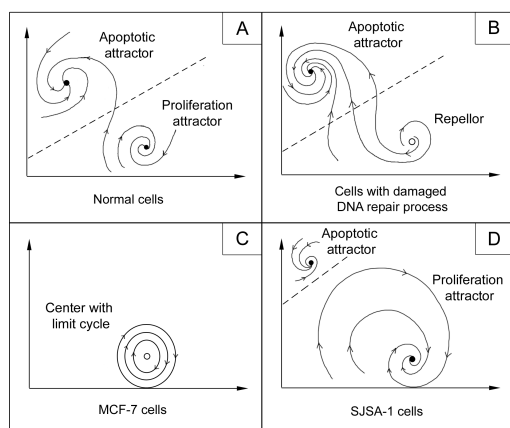 A
Apoptotic
attractor
Proliferation
attractor
Normal cells
B
Apoptotic
attractor
Repellor
Cells with damaged
DNA repair process
C
Center with
limit cycle
MCF-7 cells
D
Apoptotic
attractor
Proliferation
attractor
SJSA-1 cells